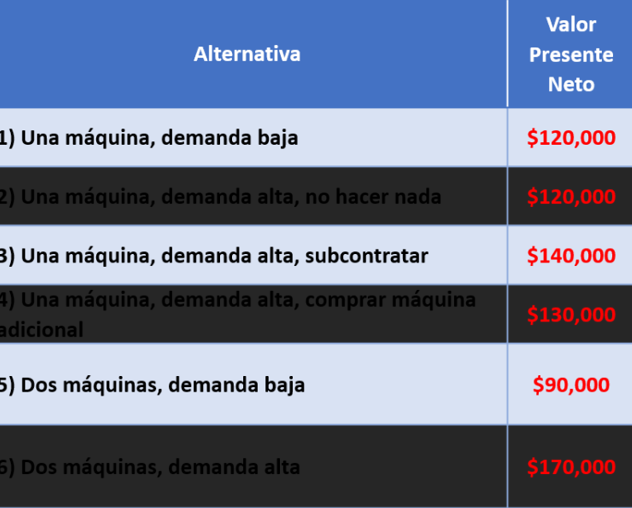 Alternativa
Valor
Presente
Neto
1) Una máquina, demanda baja
$120,000
2) Una máquina, demanda alta, no hacer nada
$120,000
3) Una máquina, demanda alta, subcontratar
$140,000
4) Una máquina, demanda alta, comprar máquina
adicional
$130,000
5) Dos máquinas, demanda baja
$90,000
6) Dos máquinas, demanda alta
$170,000